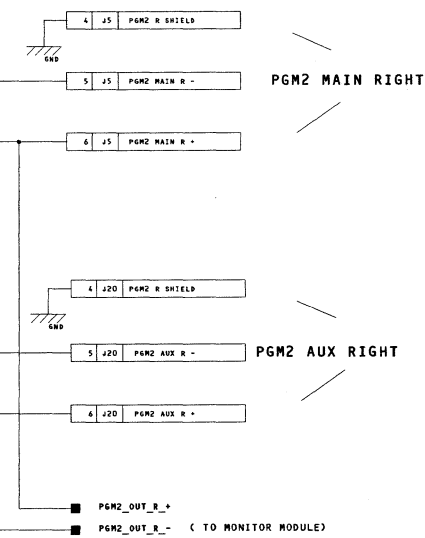 4 J5 PGM2 R SHIELD
GND
5 J5 PGM2 MAIN R -
PGM2 MAIN RIGHT
6 J5 PGM2 MAIN R +
4 J20 PGM2 R SHIELD
GND
5 J20 PGM2 AUX R -
PGM2 AUX RIGHT
6 J20 PGM2 AUX R +
PGM2_OUT_R_+
PGM2_OUT_R_- ( TO MONITOR MODULE)